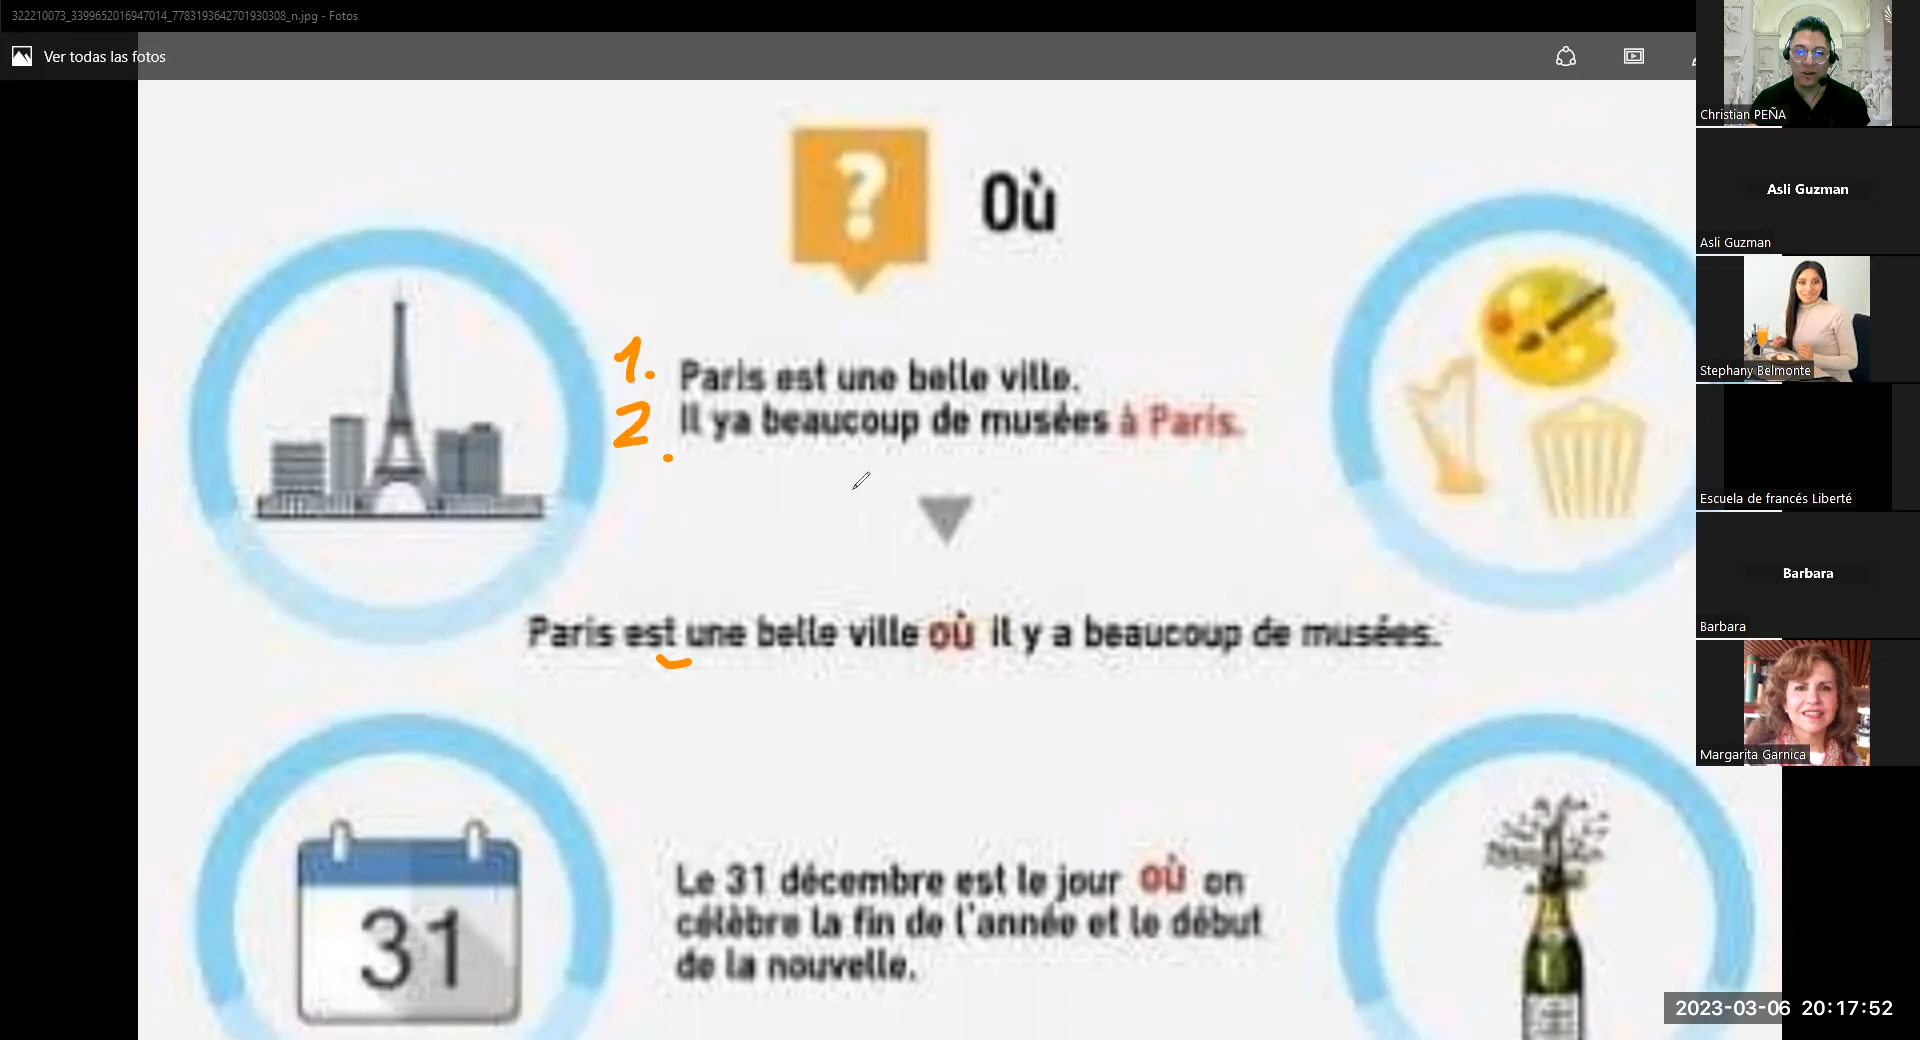 322210073_3399652016947014_7783193642701930308_n.jpg - Fotos
Ver todas las fotos
?
Où
1. Paris est une belle ville.
2. Il ya beaucoup de musées à Paris.
Paris est une belle ville où il y a beaucoup de musées.
31
Le 31 décembre est le jour où on
célèbre la fin de l'année et le début
de la nouvelle.
Christian PEÑA
Asli Guzman
Asli Guzman
Stephany Belmonte
Escuela de francés Liberté
Barbara
Barbara
Margarita Garnica
2023-03-06 20:17:52